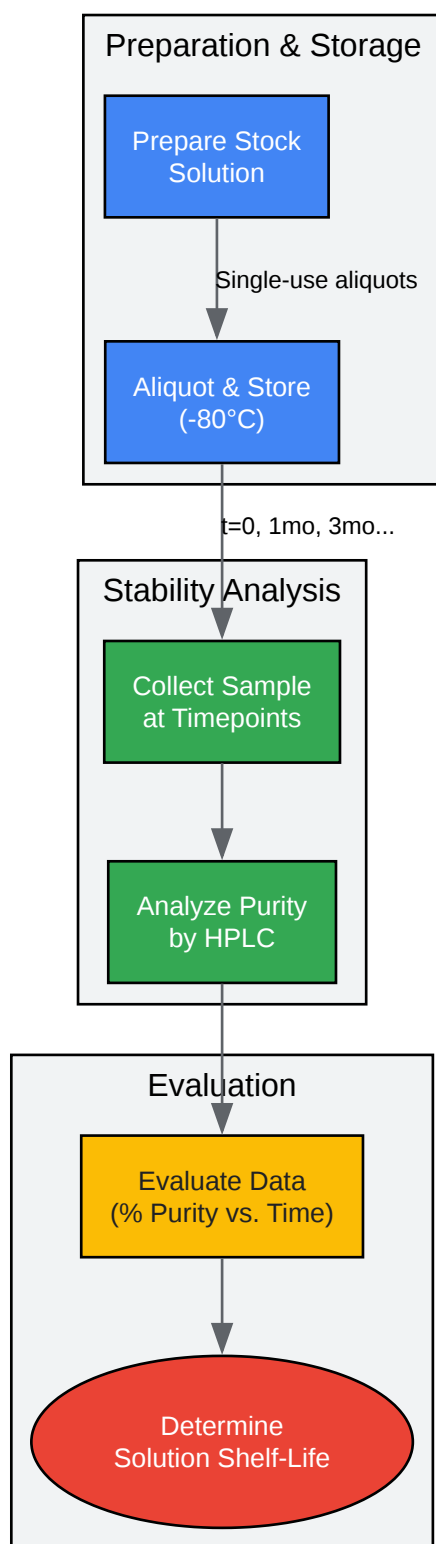 Preparation & Storage
Prepare Stock
Solution
Single-use aliquots
Aliquot & Store
(-80°C)
t=0, 1mo, 3mo...
Stability Analysis
Collect Sample
at Timepoints
Analyze Purity
by HPLC
Evaluation
Evaluate Data
(% Purity vs. Time)
Determine
Solution Shelf-Life